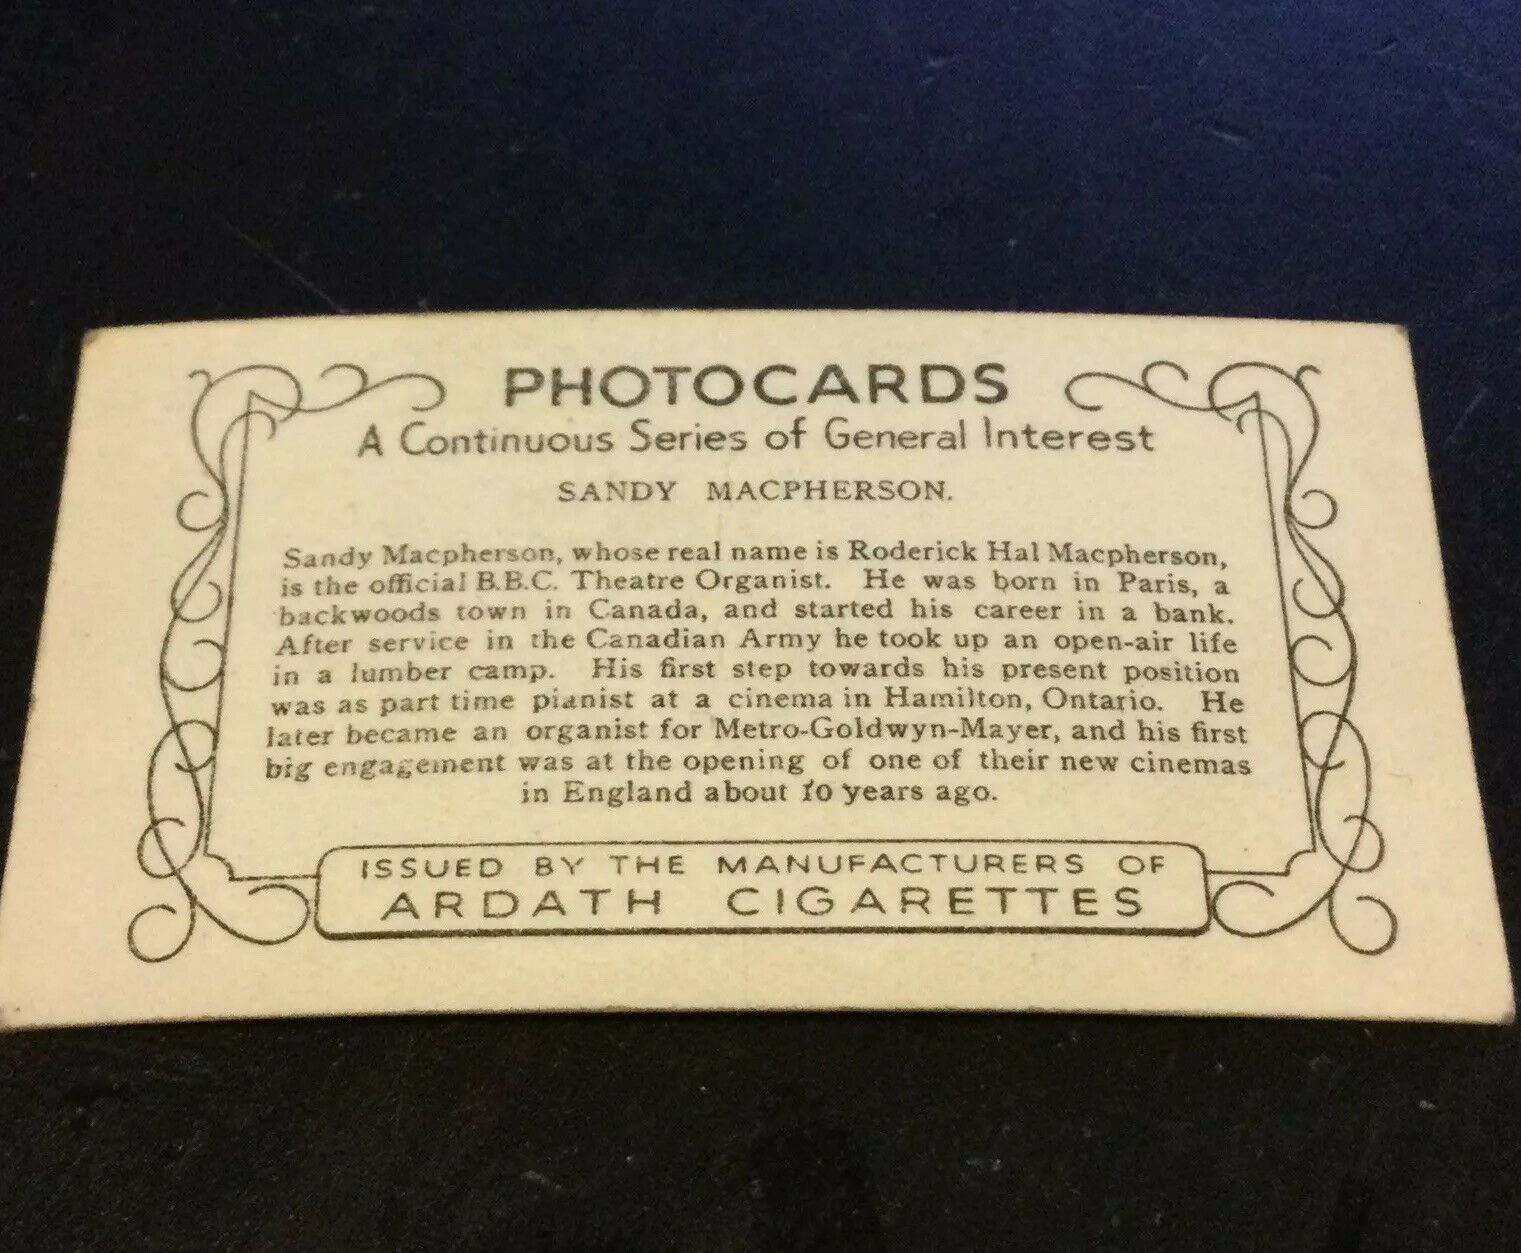 PHOTOCARDS
A Continuous Series of General Interest
SANDY MACPHERSON.
Sandy Macpherson, whose real name is Roderick Hal Macpherson,
is the official B.B.C. Theatre Organist. He was born in Paris, a
backwoods town in Canada, and started his career in a bank.
After service in the Canadian Army he took up an open-air life
in a lumber camp. His first step towards his present position
was as part time pianist at a cinema in Hamilton, Ontario. He
later became an organist for Metro-Goldwyn-Mayer, and his first
big engagement was at the opening of one of their new cinemas
in England about 10 years ago.
ISSUED BY THE MANUFACTURERS OF
ARDATH CIGARETTES